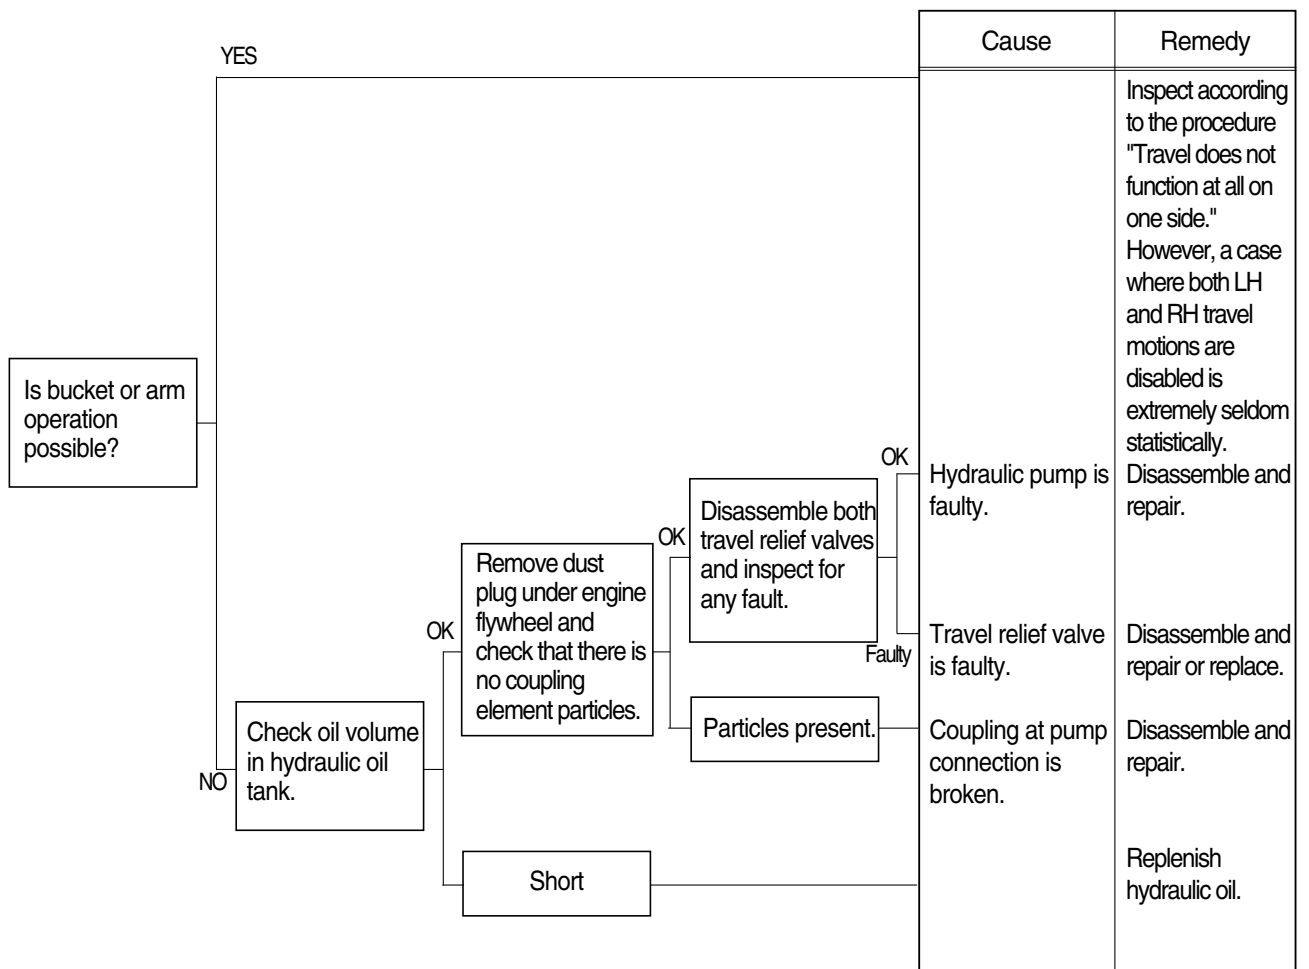 Cause
Remedy
YES
Inspect according
to the procedure
"Travel does not
function at all on
one side."
However, a case
where both LH
and RH travel
motions are
disabled is
extremely seldom
statistically.
Is bucket or arm
operation
possible?
OK
Hydraulic pump is
faulty.
Disassemble and
repair.
Disassemble both
travel relief valves
and inspect for
any fault.
OK
Remove dust
plug under engine
flywheel and
check that there is
no coupling
element particles.
OK
Faulty
Travel relief valve
is faulty.
Disassemble and
repair or replace.
Particles present.
Coupling at pump
connection is
broken.
Disassemble and
repair.
Check oil volume
in hydraulic oil
tank.
NO
Short
Replenish
hydraulic oil.